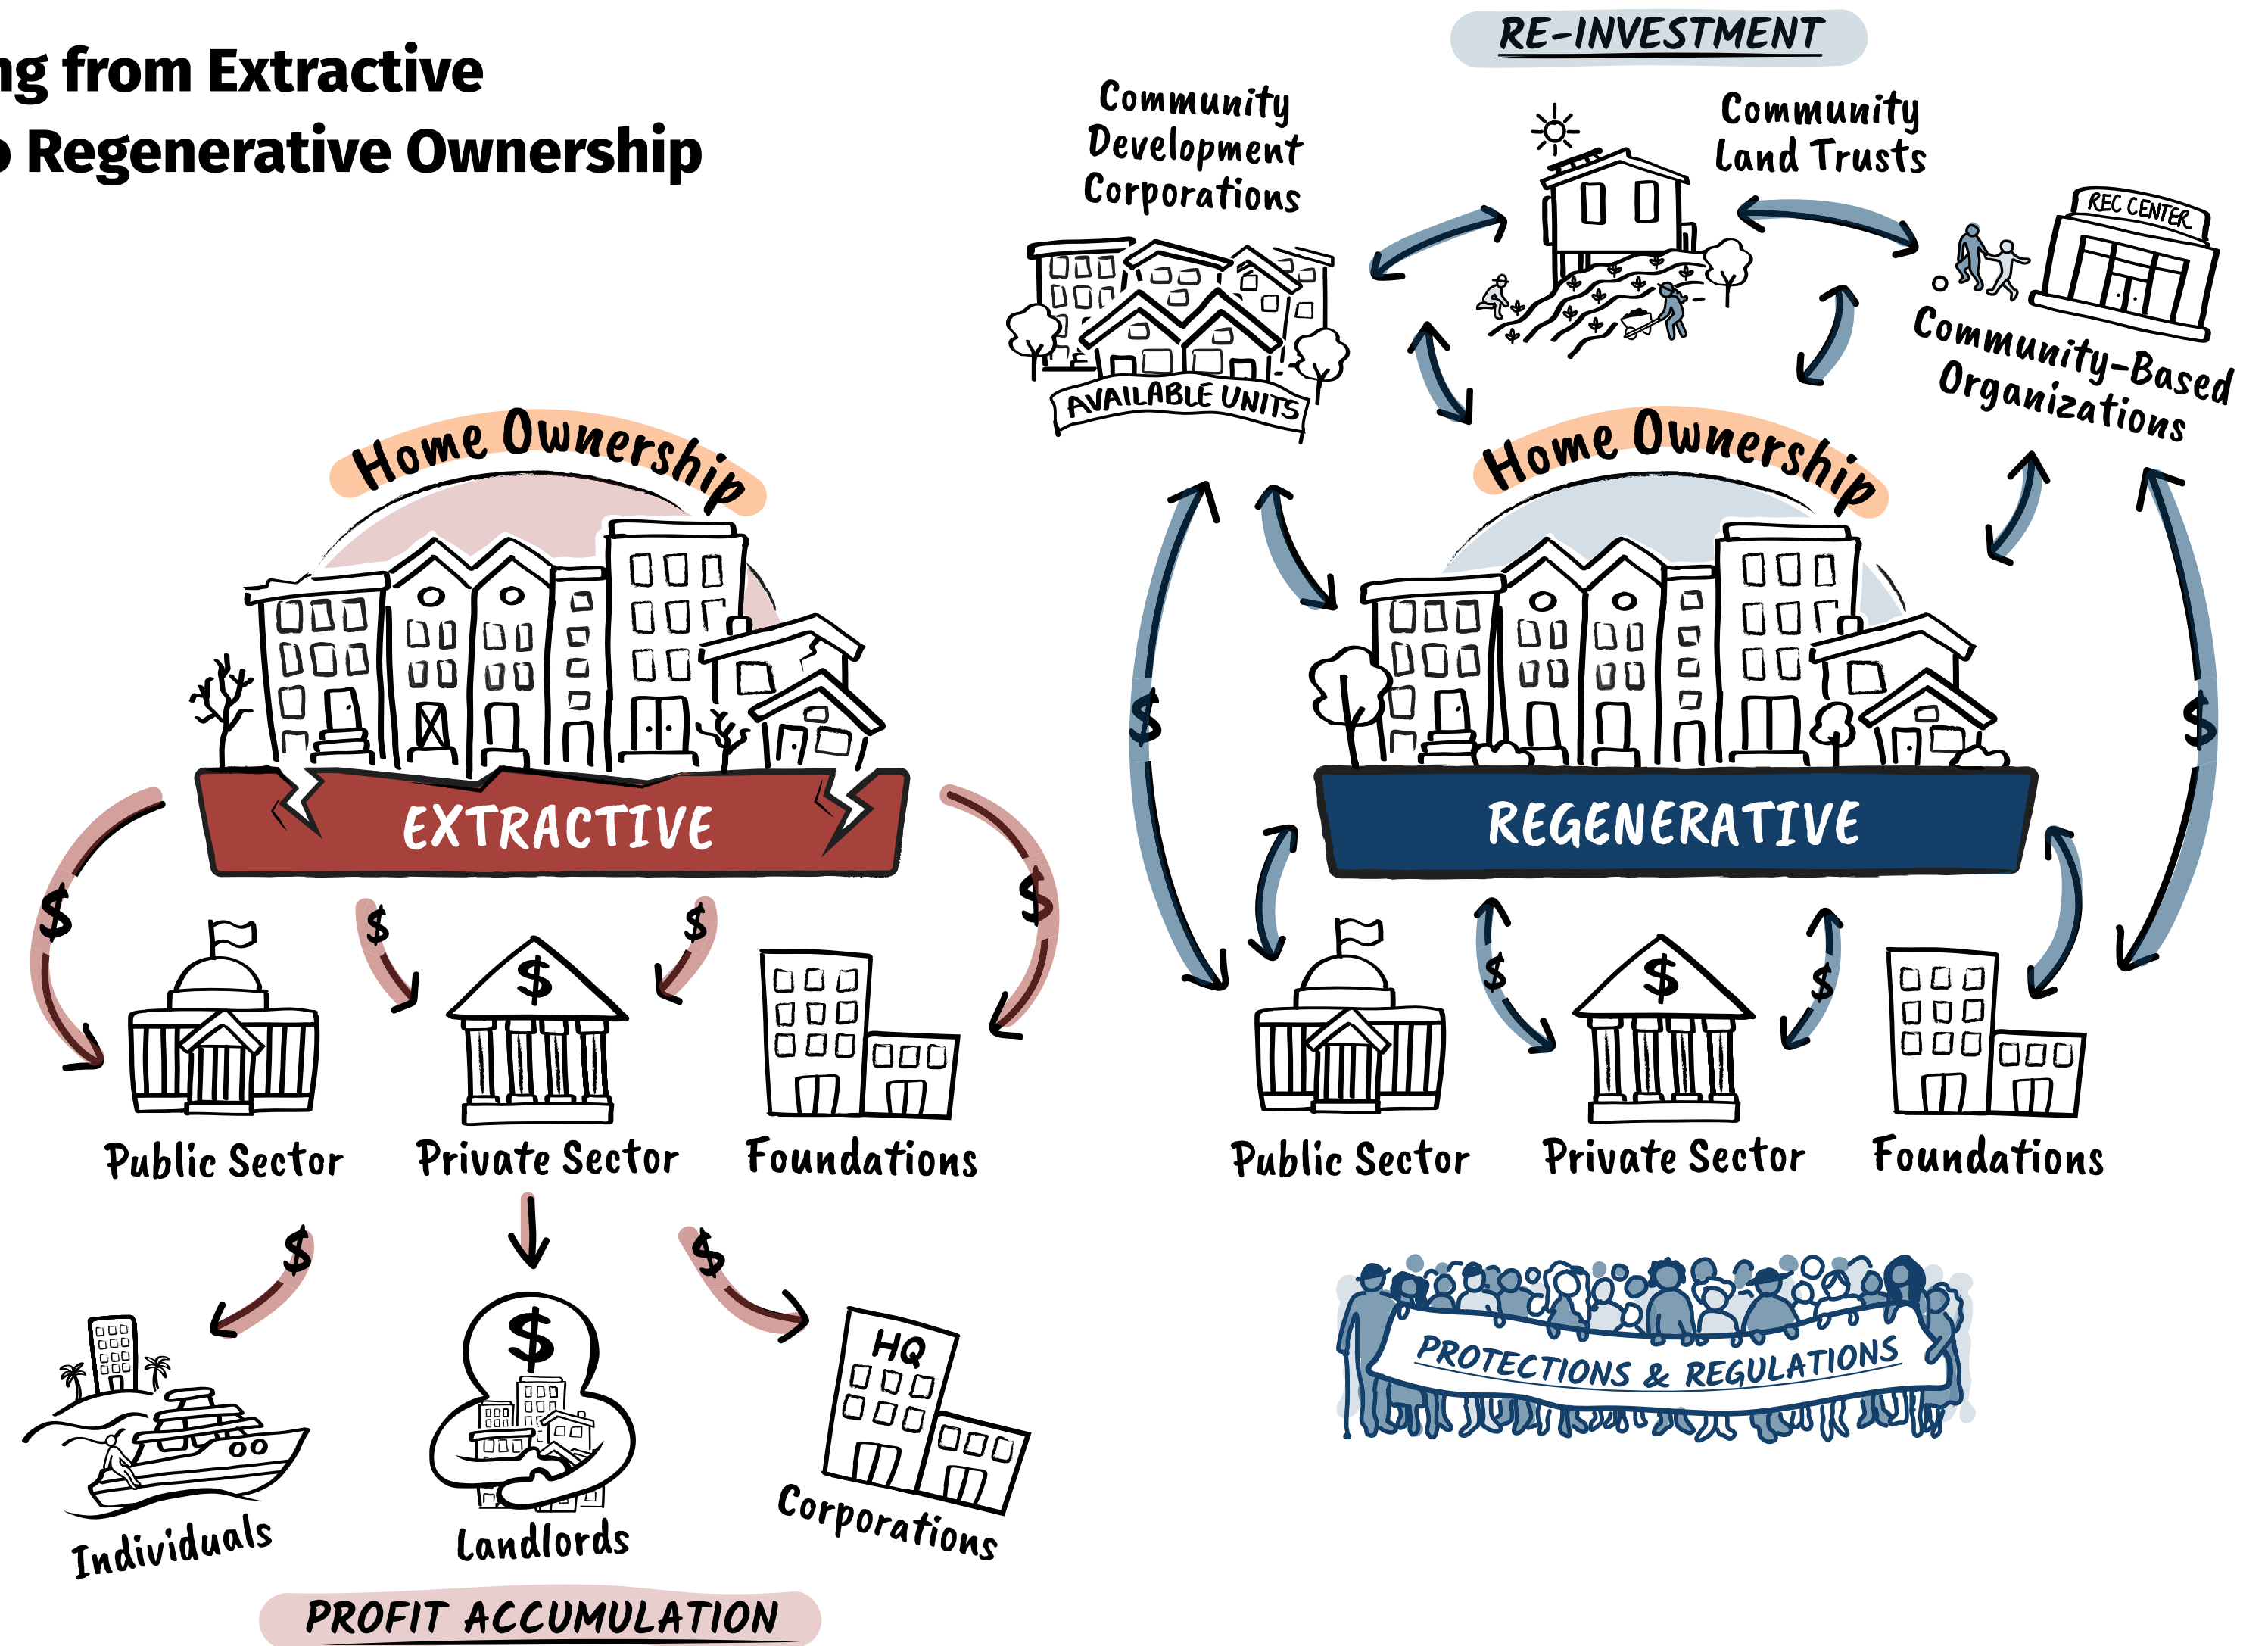 ng from Extractive
o Regenerative Ownership
RE-INVESTMENT
Community
Development
Corporations
Community
Land Trusts
REC CENTER
Community-Based
Organizations
AVAILABLE UNITS
Home Ownership
EXTRACTIVE
$
$
$
$
$
Public Sector
Private Sector
Foundations
$
$
$
Individuals
Landlords
HQ
Corporations
PROFIT ACCUMULATION
Home Ownership
REGENERATIVE
$
$
$
$
$
Public Sector
Private Sector
Foundations
PROTECTIONS & REGULATIONS